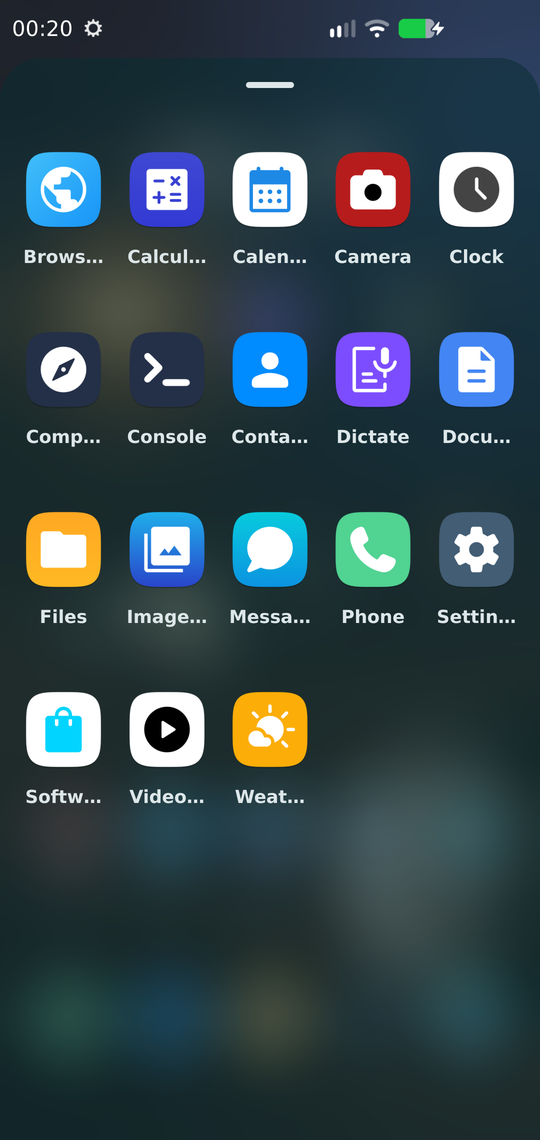 00:20
Brows... Calcul... Calen... Camera Clock
Comp... Console Conta... Dictate Docu...
Files Image... Messa... Phone Settin...
Softw... Video... Weat...